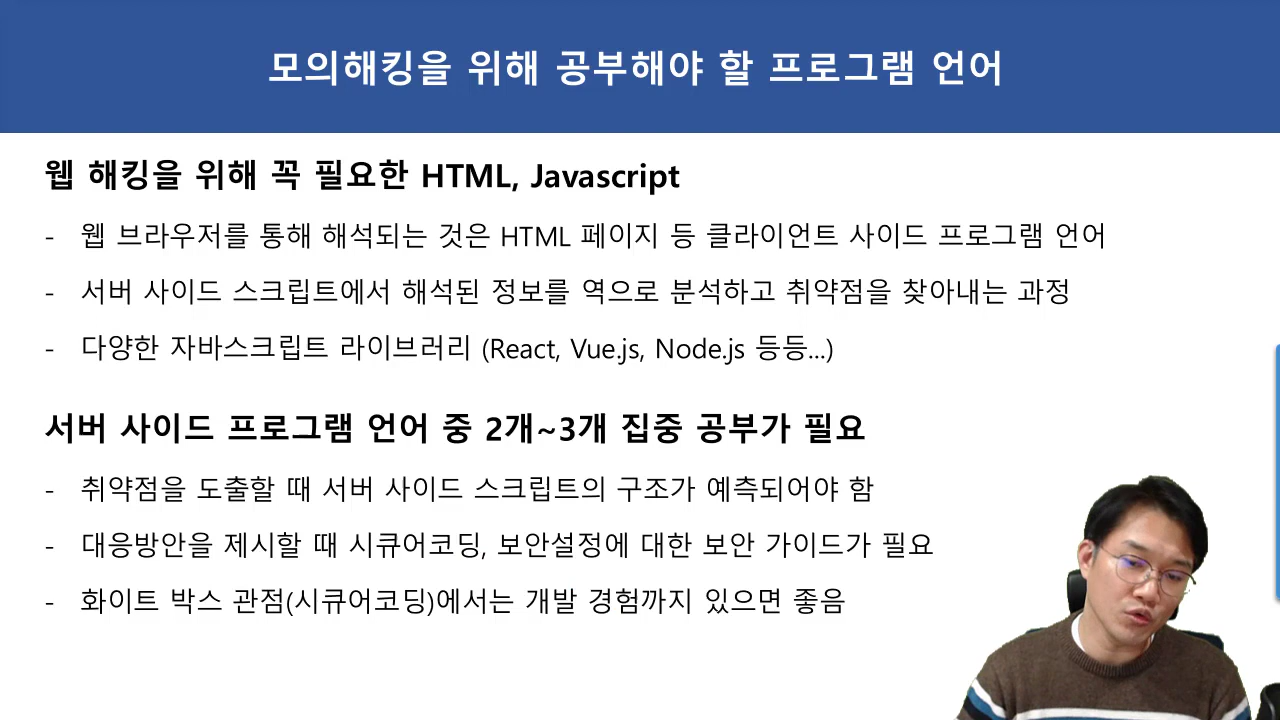 모의해킹을 위해 공부해야 할 프로그램 언어
웹 해킹을 위해 꼭 필요한 HTML, Javascript
- 웹 브라우저를 통해 해석되는 것은 HTML 페이지 등 클라이언트 사이드 프로그램 언어
- 서버 사이드 스크립트에서 해석된 정보를 역으로 분석하고 취약점을 찾아내는 과정
- 다양한 자바스크립트 라이브러리 (React, Vue.js, Node.js 등등...)
서버 사이드 프로그램 언어 중 2개~3개 집중 공부가 필요
- 취약점을 도출할 때 서버 사이드 스크립트의 구조가 예측되어야 함
- 대응방안을 제시할 때 시큐어코딩, 보안설정에 대한 보안 가이드가 필요
- 화이트 박스 관점(시큐어코딩)에서는 개발 경험까지 있으면 좋음